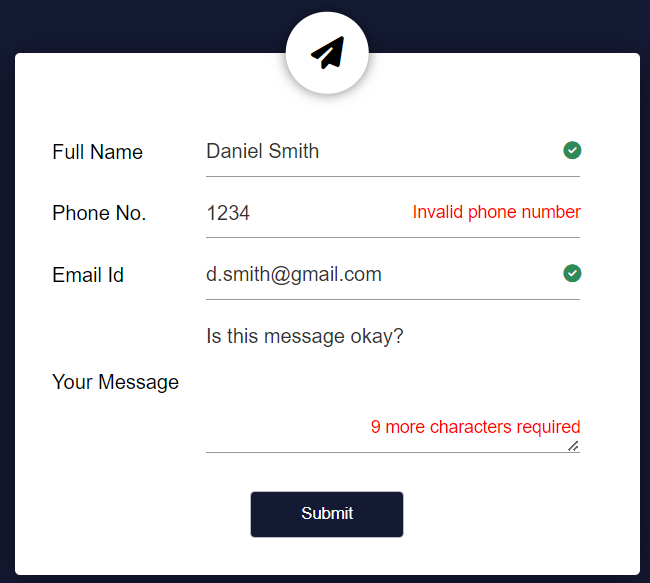 Full Name Daniel Smith
Phone No. 1234 Invalid phone number
Email Id d.smith@gmail.com
Is this message okay?
Your Message
9 more characters required
Submit